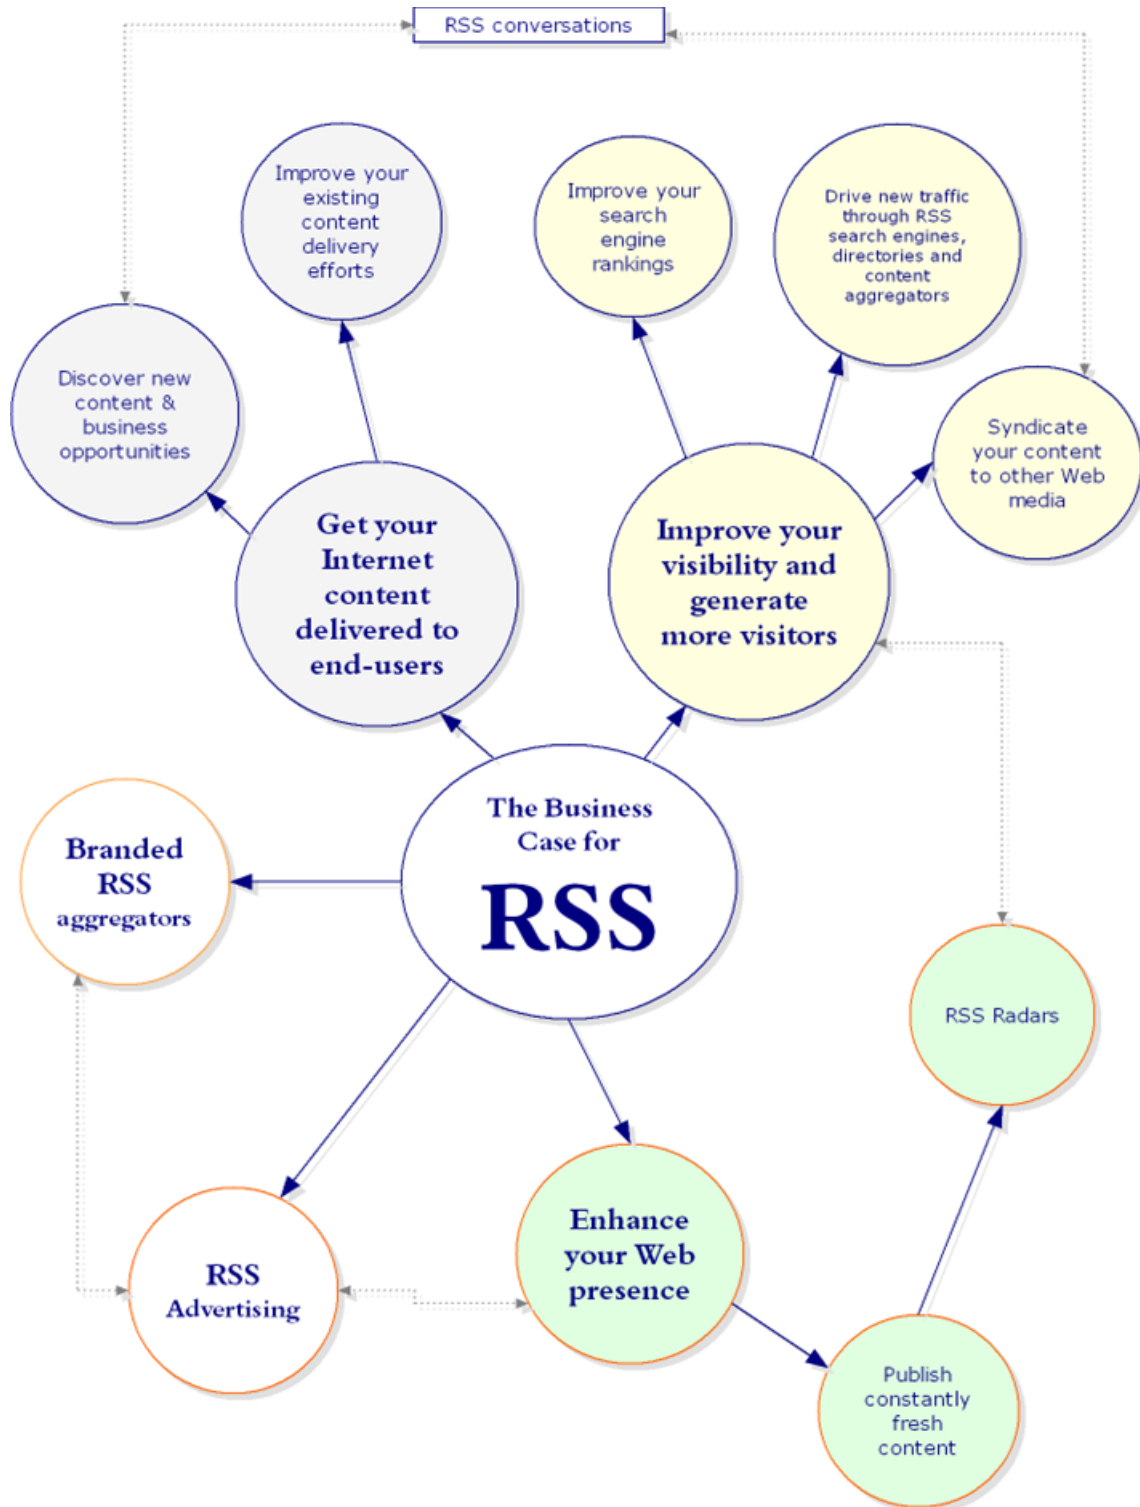 RSS conversations
Improve your
existing
content
delivery
efforts
Improve your
search
engine
rankings
Drive new traffic
through RSS
search engines,
directories and
content
aggregators
Discover new
content &
business
opportunities
Syndicate
your content
to other Web
media
Get your
Internet
content
delivered to
end-users
Improve your
visibility and
generate
more visitors
The Business
Case for
RSS
Branded
RSS
aggregators
RSS Radars
RSS
Advertising
Enhance
your Web
presence
Publish
constantly
fresh
content